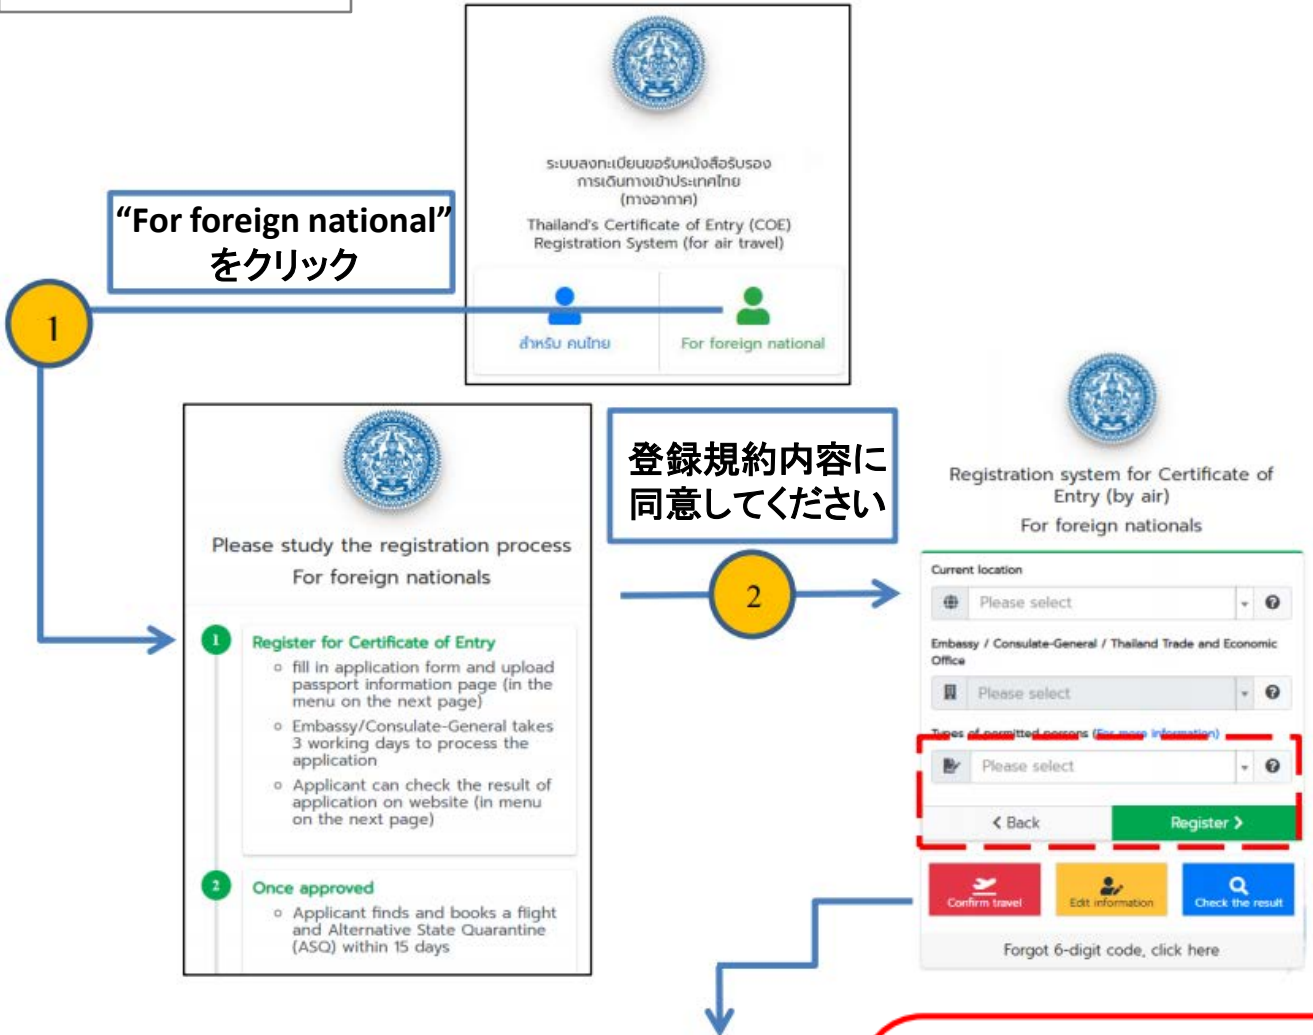 ระบบลงทะเบียนขอรับหนังสือรับรอง
การเดินทางเข้าประเทศไทย
(ทางอากาศ)
Thailand's Certificate of Entry (COE)
Registration System (for air travel)
สำหรับ คนไทย
For foreign national
“For foreign national”
をクリック
1
Please study the registration process
For foreign nationals
1
Register for Certificate of Entry
fill in application form and upload
passport information page (in the
menu on the next page)
Embassy/Consulate-General takes
3 working days to process the
application
Applicant can check the result of
application on website (in menu
on the next page)
2
Once approved
Applicant finds and books a flight
and Alternative State Quarantine
(ASQ) within 15 days
登録規約内容に
同意してください
2
Registration system for Certificate of
Entry (by air)
For foreign nationals
Current location
Please select
Embassy / Consulate-General / Thailand Trade and Economic
Office
Please select
Types of permitted persons (For more information)
Please select
Back
Register
Confirm travel
Edit information
Check the result
Forgot 6-digit code, click here